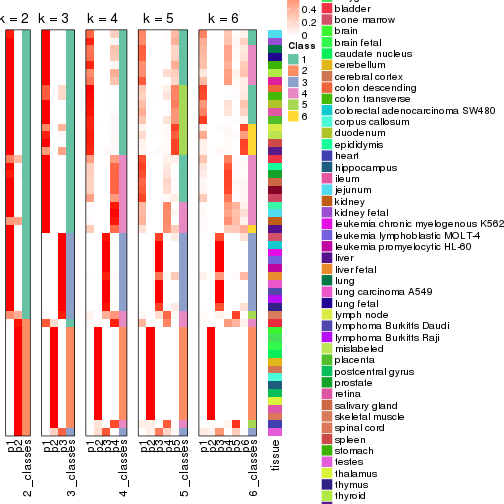 k = 2
k = 3
k = 4
k = 5
k = 6
p1
p2
2_classes
p1
p2
p3
3_classes
p1
p2
p3
p4
4_classes
p1
p2
p3
p4
p5
5_classes
p1
p2
p3
p4
p5
p6
6_classes
tissue
0.4
0.2
0
Class
1
2
3
4
5
6
bladder
bone marrow
brain
brain fetal
caudate nucleus
cerebellum
cerebral cortex
colon descending
colon transverse
colorectal adenocarcinoma SW480
corpus callosum
duodenum
epididymis
heart
hippocampus
ileum
jejunum
kidney
kidney fetal
leukemia chronic myelogenous K562
leukemia lymphoblastic MOLT-4
leukemia promyelocytic HL-60
liver
liver fetal
lung
lung carcinoma A549
lung fetal
lymph node
lymphoma Burkitts Daudi
lymphoma Burkitts Raji
mislabeled
placenta
postcentral gyrus
prostate
retina
salivary gland
skeletal muscle
spinal cord
spleen
stomach
testes
thalamus
thymus
thyroid